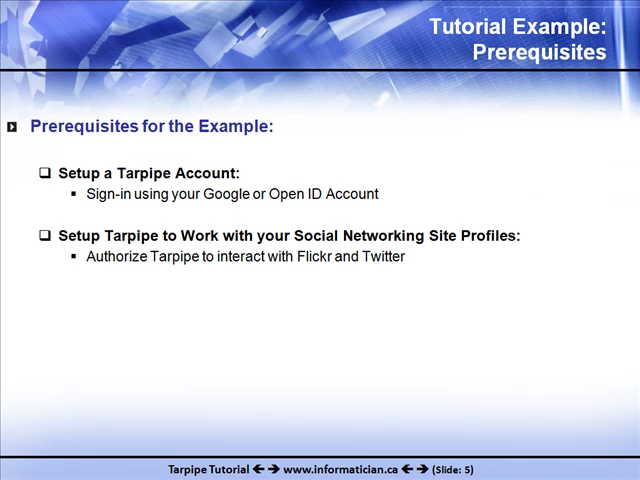 Tutorial Example:
Prerequisites
Prerequisites for the Example:
Setup a Tarpipe Account:
Sign-in using your Google or Open ID Account
Setup Tarpipe to Work with your Social Networking Site Profiles:
Authorize Tarpipe to interact with Flickr and Twitter
Tarpipe Tutorial 🡸 🡺 www.informatician.ca 🡸 🡺 (Slide: 5)